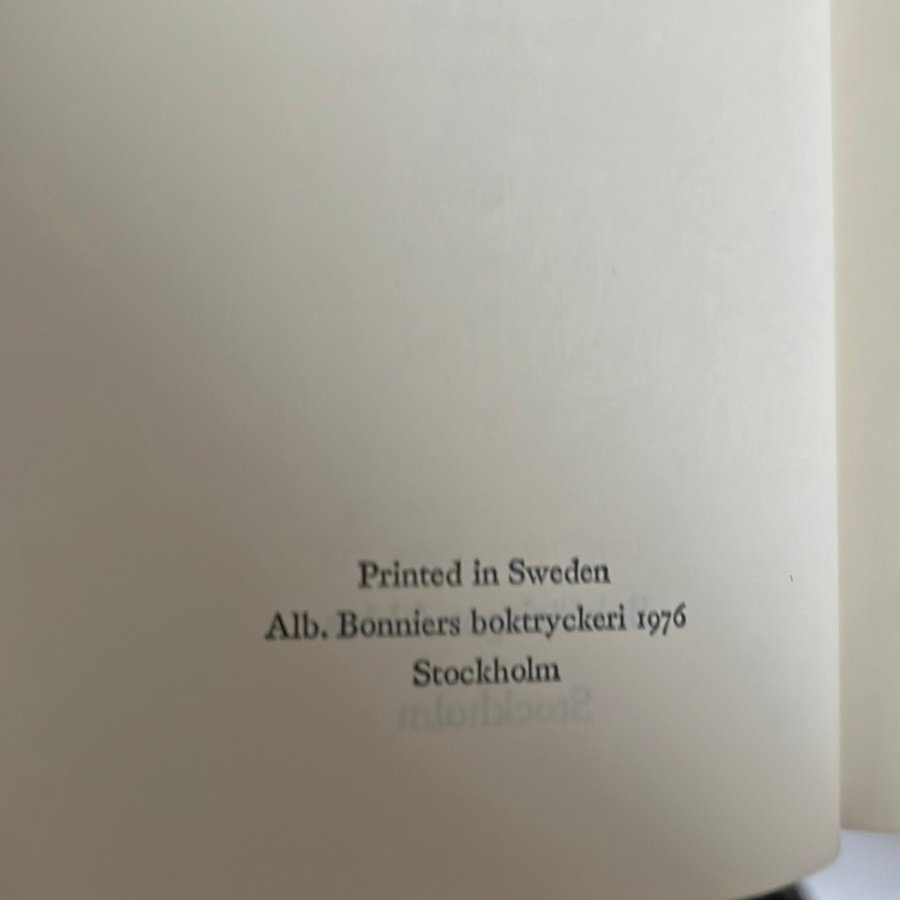 Printed in Sweden
Alb. Bonniers boktryckeri 1976
Stockholm